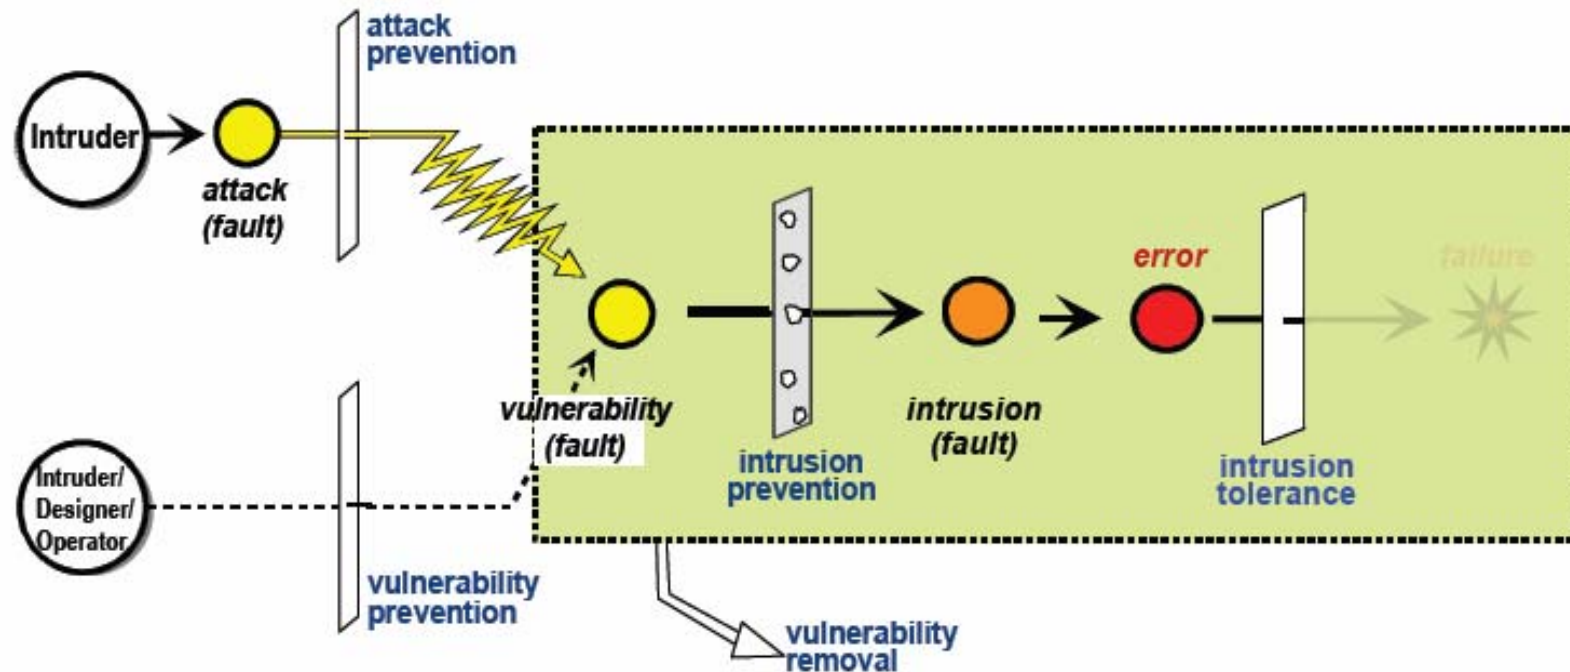 attack
prevention
Intruder
attack
(fault)
error
failure
vulnerability
(fault)
intrusion
(fault)
intrusion
prevention
intrusion
tolerance
Intruder/
Designer/
Operator
vulnerability
prevention
vulnerability
removal